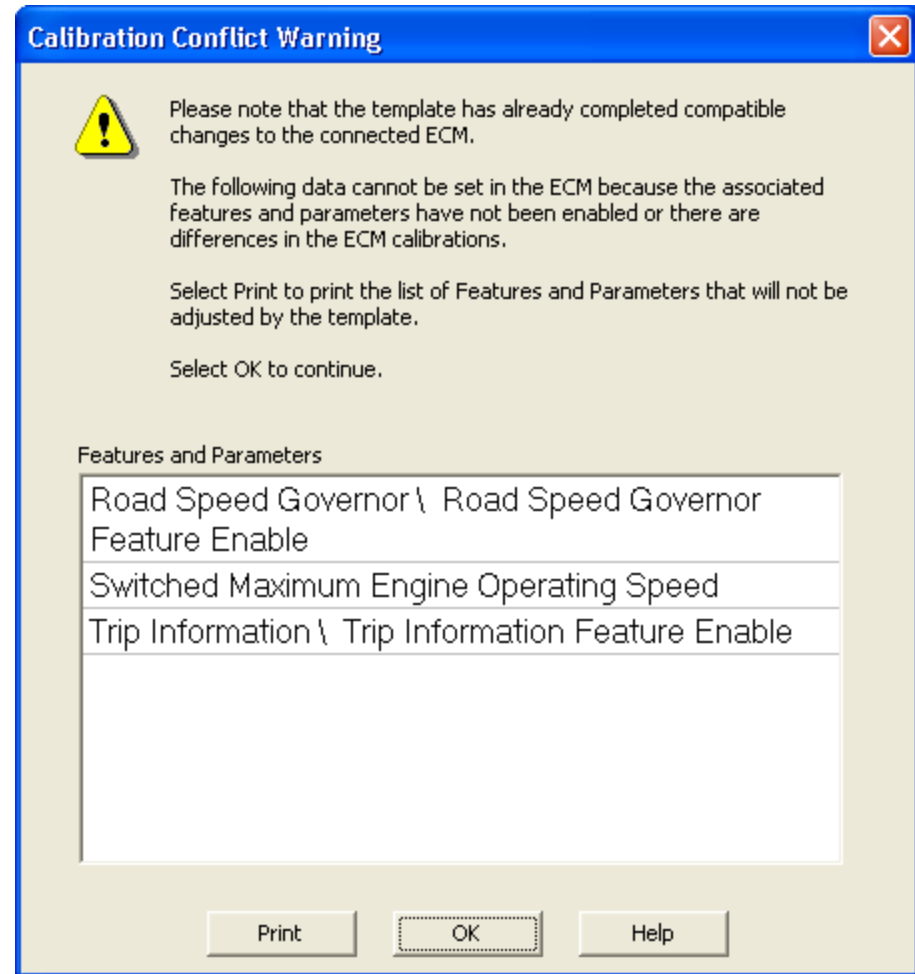 Calibration Conflict Warning
Please note that the template has already completed compatible
changes to the connected ECM.
The following data cannot be set in the ECM because the associated
features and parameters have not been enabled or there are
differences in the ECM calibrations.
Select Print to print the list of Features and Parameters that will not be
adjusted by the template.
Select OK to continue.
Features and Parameters
Road Speed Governor \ Road Speed Governor
Feature Enable
Switched Maximum Engine Operating Speed
Trip Information \ Trip Information Feature Enable
Print
OK
Help